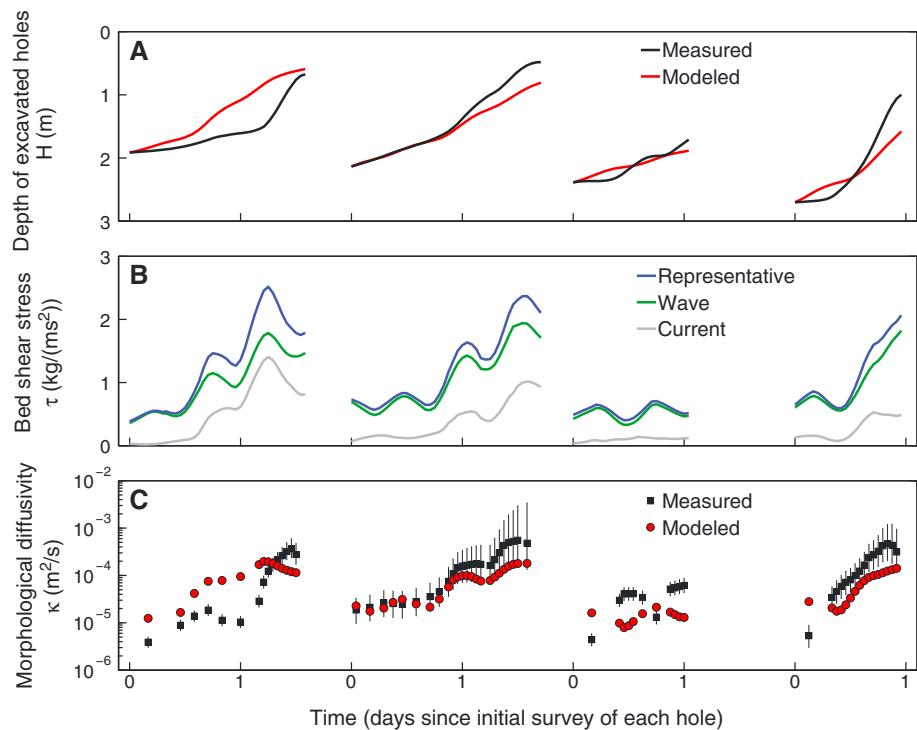 A
Depth of excavated holes
H (m)
0
1
2
3
Measured
Modeled
B
Bed shear stress
τ (kg/(ms²))
3
2
1
0
Representative
Wave
Current
C
Morphological diffusivity
κ (m²/s)
10⁻²
10⁻³
10⁻⁴
10⁻⁵
10⁻⁶
Measured
Modeled
0 1 0 1 0 1 0 1
Time (days since initial survey of each hole)